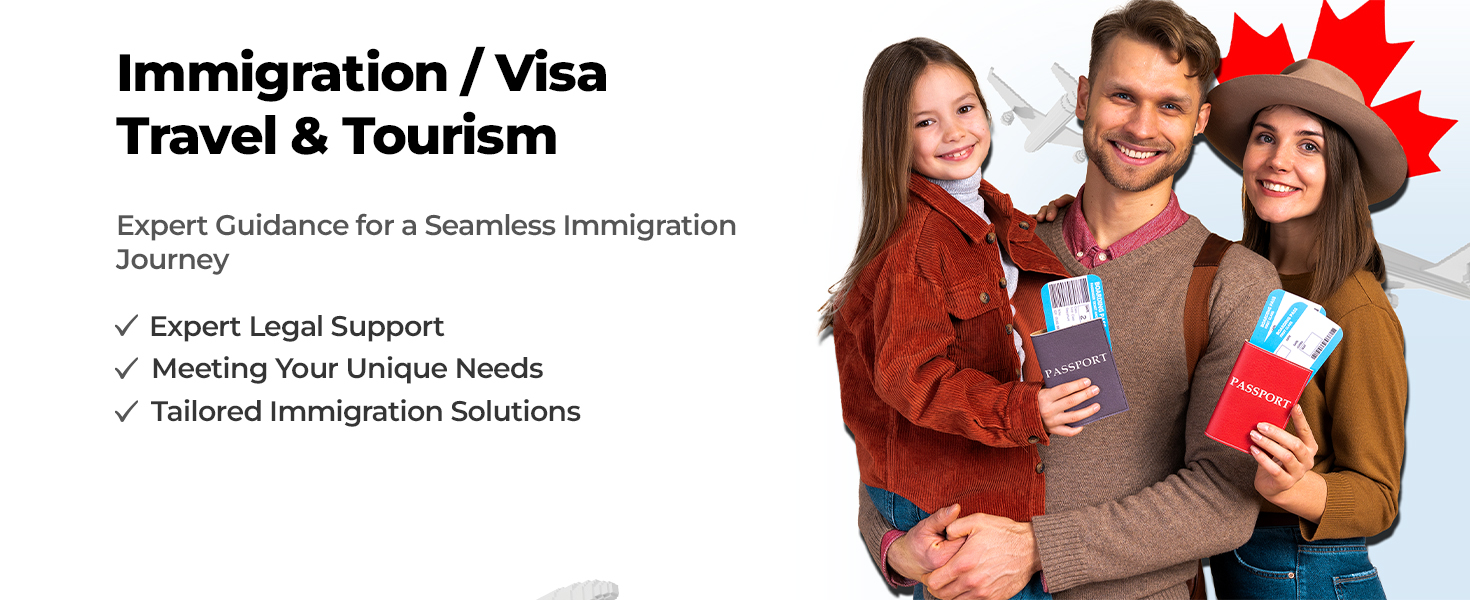 Immigration / Visa
Travel & Tourism
Expert Guidance for a Seamless Immigration
Journey
Expert Legal Support
Meeting Your Unique Needs
Tailored Immigration Solutions
PASSPORT
PASSPORT